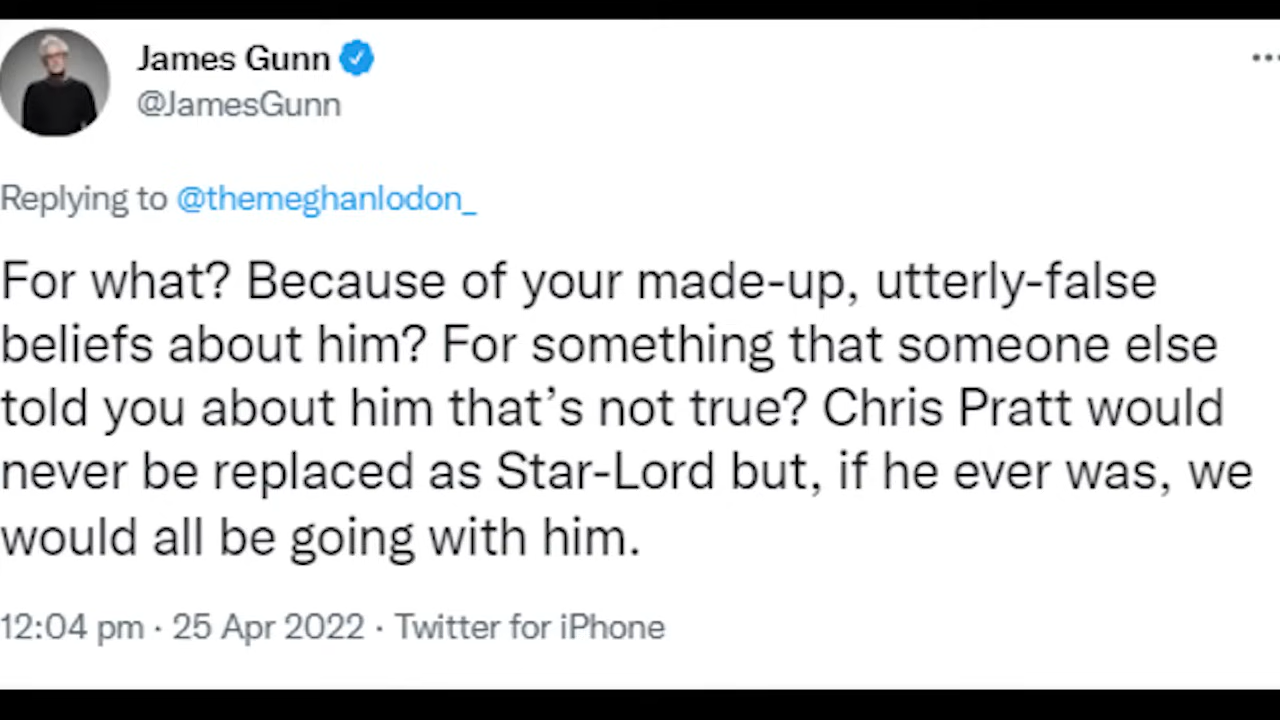 James Gunn
@JamesGunn
Replying to @themeghanlodon_
For what? Because of your made-up, utterly-false
beliefs about him? For something that someone else
told you about him that’s not true? Chris Pratt would
never be replaced as Star-Lord but, if he ever was, we
would all be going with him.
12:04 pm · 25 Apr 2022 · Twitter for iPhone